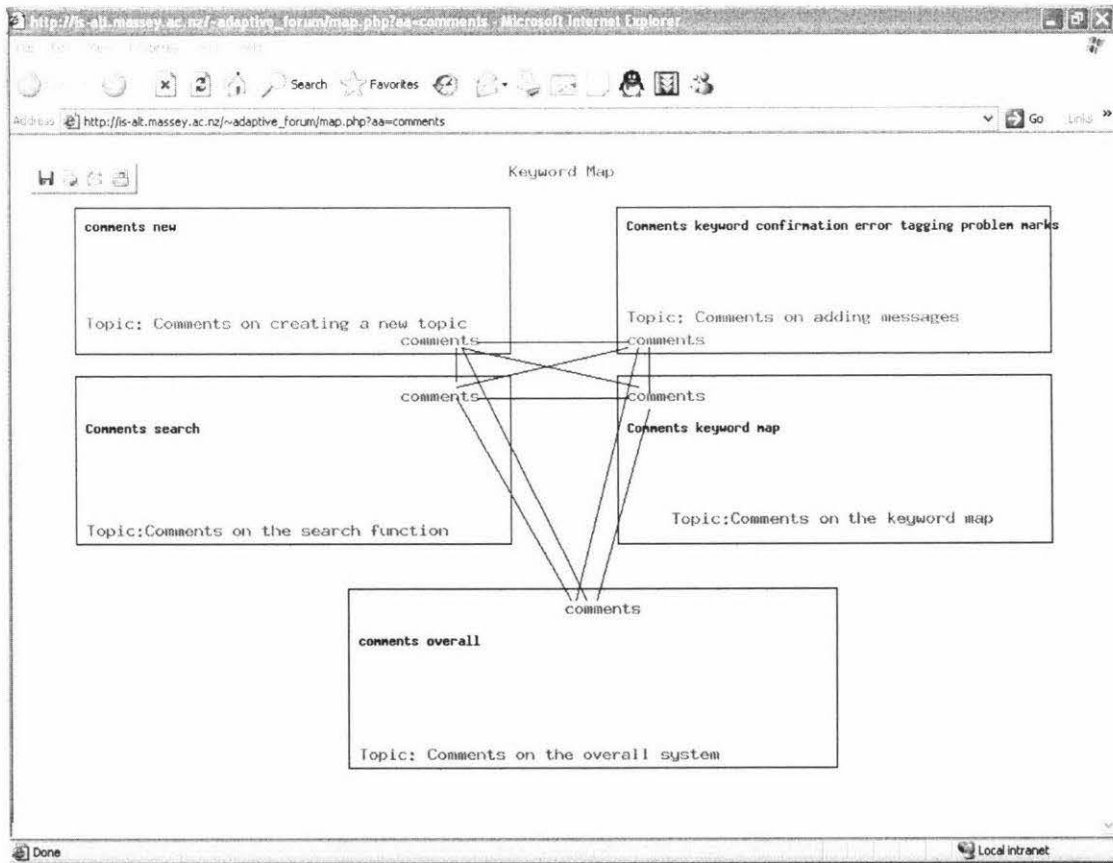 http://is-alt.massey.ac.nz/~adaptive_forum/map.php?aa=comments - Microsoft Internet Explorer
Search Favorites
Address http://is-alt.massey.ac.nz/~adaptive_forum/map.php?aa=comments Go Links »
Keyword Map
comments new
Topic: Comments on creating a new topic
comments
Comments keyword confirmation error tagging problem marks
Topic: Comments on adding messages
comments
comments
Comments search
Topic:Comments on the search function
comments
Comments keyword map
Topic:Comments on the keyword map
comments
comments overall
Topic: Comments on the overall system
Done Local intranet